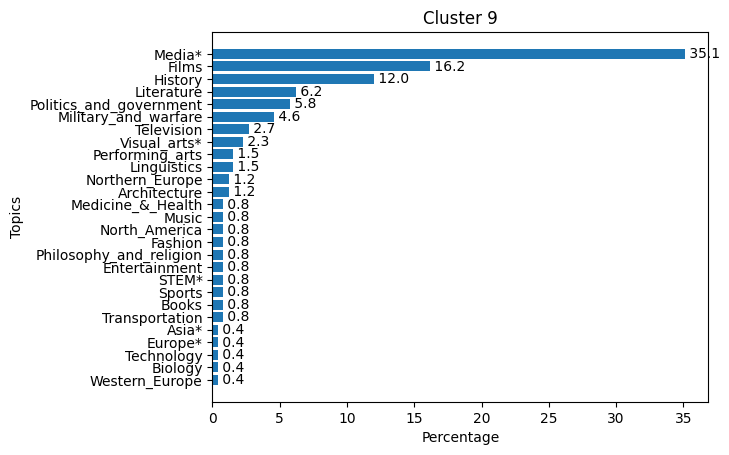 Cluster 9
Topics
Media* 35.1
Films 16.2
History 12.0
Literature 6.2
Politics_and_government 5.8
Military_and_warfare 4.6
Television 2.7
Visual_arts* 2.3
Performing_arts 1.5
Linguistics 1.5
Northern_Europe 1.2
Architecture 1.2
Medicine_&_Health 0.8
Music 0.8
North_America 0.8
Fashion 0.8
Philosophy_and_religion 0.8
Entertainment 0.8
STEM* 0.8
Sports 0.8
Books 0.8
Transportation 0.8
Asia* 0.4
Europe* 0.4
Technology 0.4
Biology 0.4
Western_Europe 0.4
0 5 10 15 20 25 30 35
Percentage